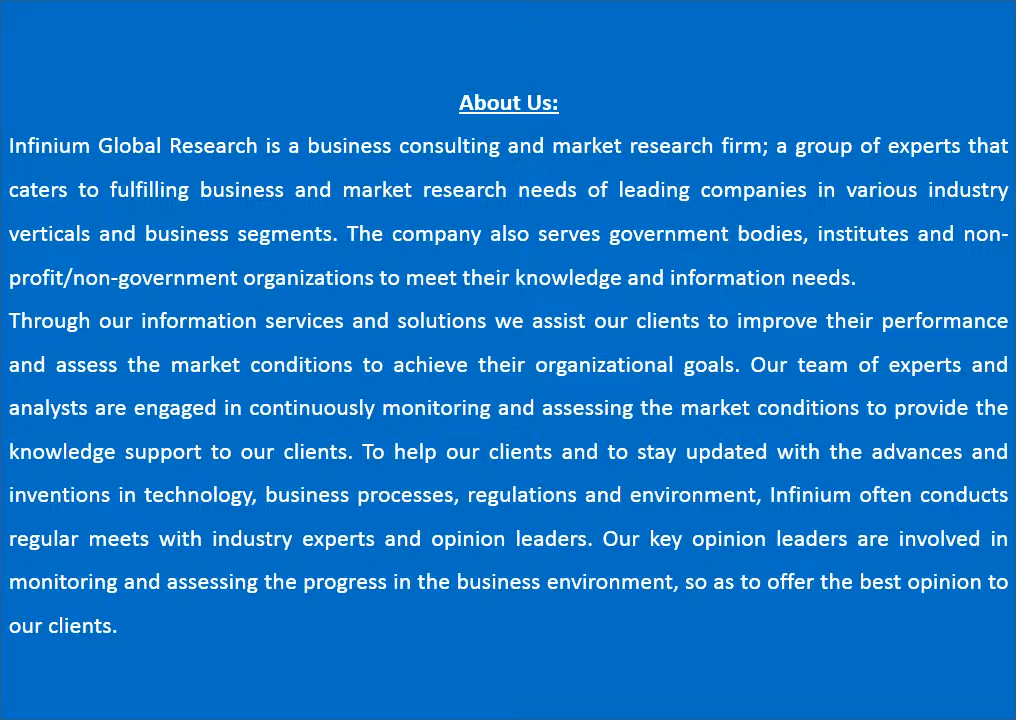 About Us:
Infinium Global Research is a business consulting and market research firm; a group of experts that
caters to fulfilling business and market research needs of leading companies in various industry
verticals and business segments. The company also serves government bodies, institutes and non-
profit/non-government organizations to meet their knowledge and information needs.
Through our information services and solutions we assist our clients to improve their performance
and assess the market conditions to achieve their organizational goals. Our team of experts and
analysts are engaged in continuously monitoring and assessing the market conditions to provide the
knowledge support to our clients. To help our clients and to stay updated with the advances and
inventions in technology, business processes, regulations and environment, Infinium often conducts
regular meets with industry experts and opinion leaders. Our key opinion leaders are involved in
monitoring and assessing the progress in the business environment, so as to offer the best opinion to
our clients.